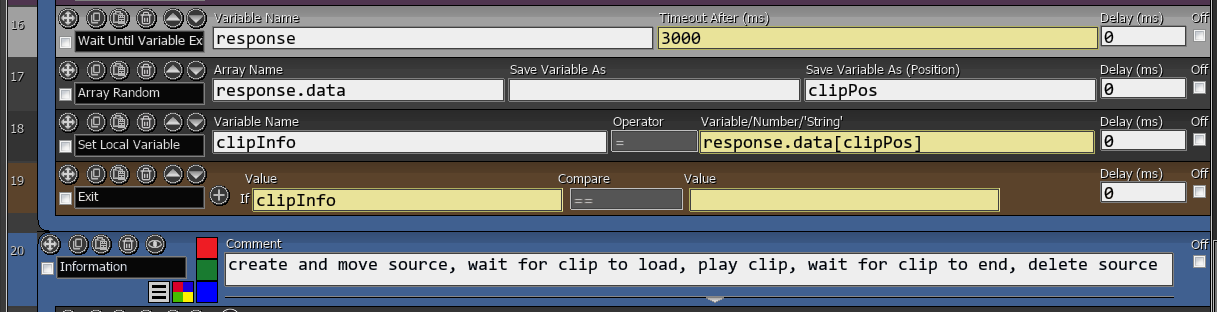 16
Variable Name
Timeout After (ms)
Delay (ms)
Off
Wait Until Variable Ex
response
3000
0
17
Array Name
Save Variable As
Save Variable As (Position)
Delay (ms)
Off
Array Random
response.data
clipPos
0
18
Variable Name
Operator
Variable/Number/'String'
Delay (ms)
Off
Set Local Variable
clipInfo
=
response.data[clipPos]
0
19
Value
Compare
Value
Delay (ms)
Off
Exit
If
clipInfo
==
0
20
Comment
Off
Information
create and move source, wait for clip to load, play clip, wait for clip to end, delete source